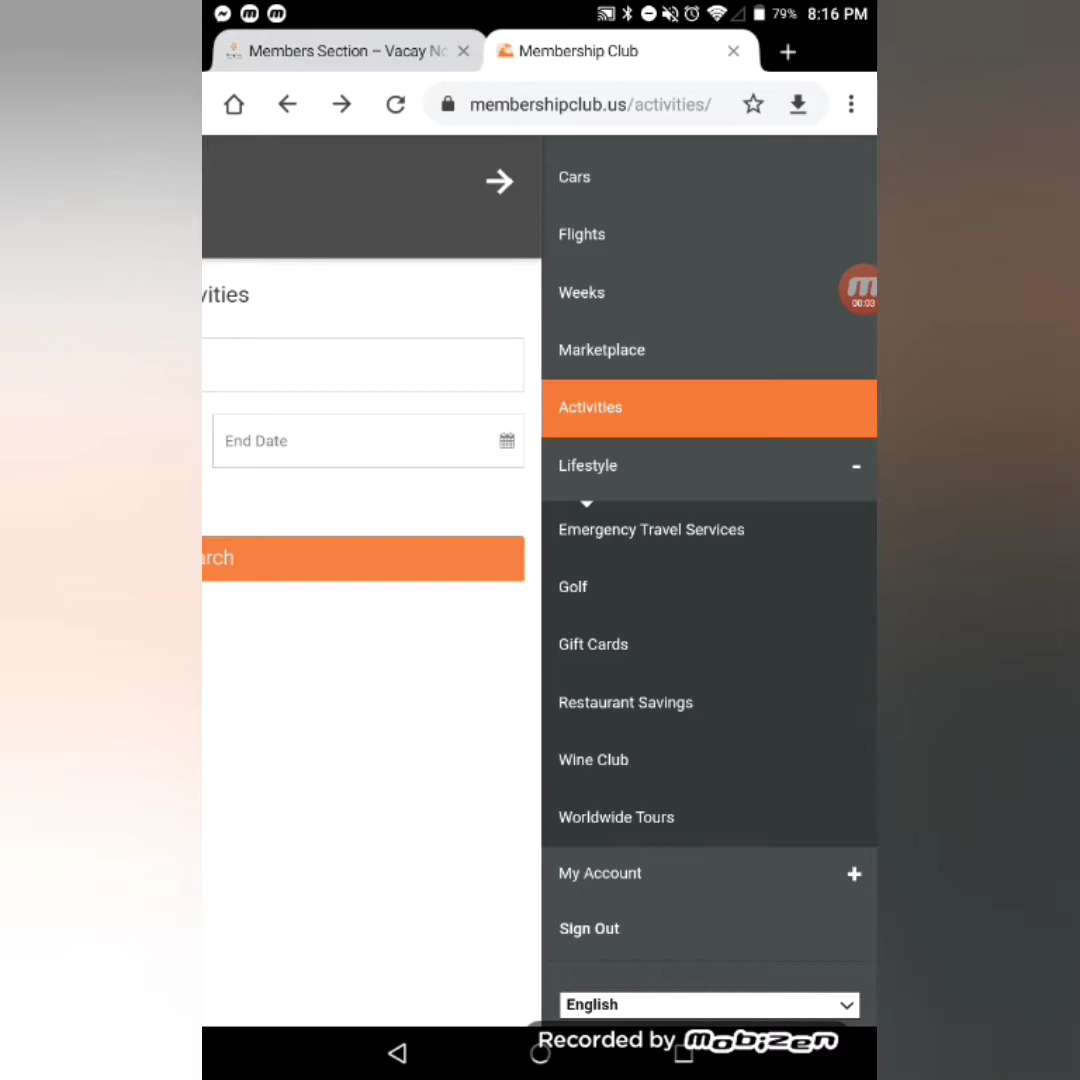 79% 8:16 PM
Members Section – Vacay No
Membership Club
membershipclub.us/activities/
Cars
Flights
vities
Weeks
00:03
Marketplace
Activities
End Date
Lifestyle
Emergency Travel Services
arch
Golf
Gift Cards
Restaurant Savings
Wine Club
Worldwide Tours
My Account
Sign Out
English
Recorded by mobizen